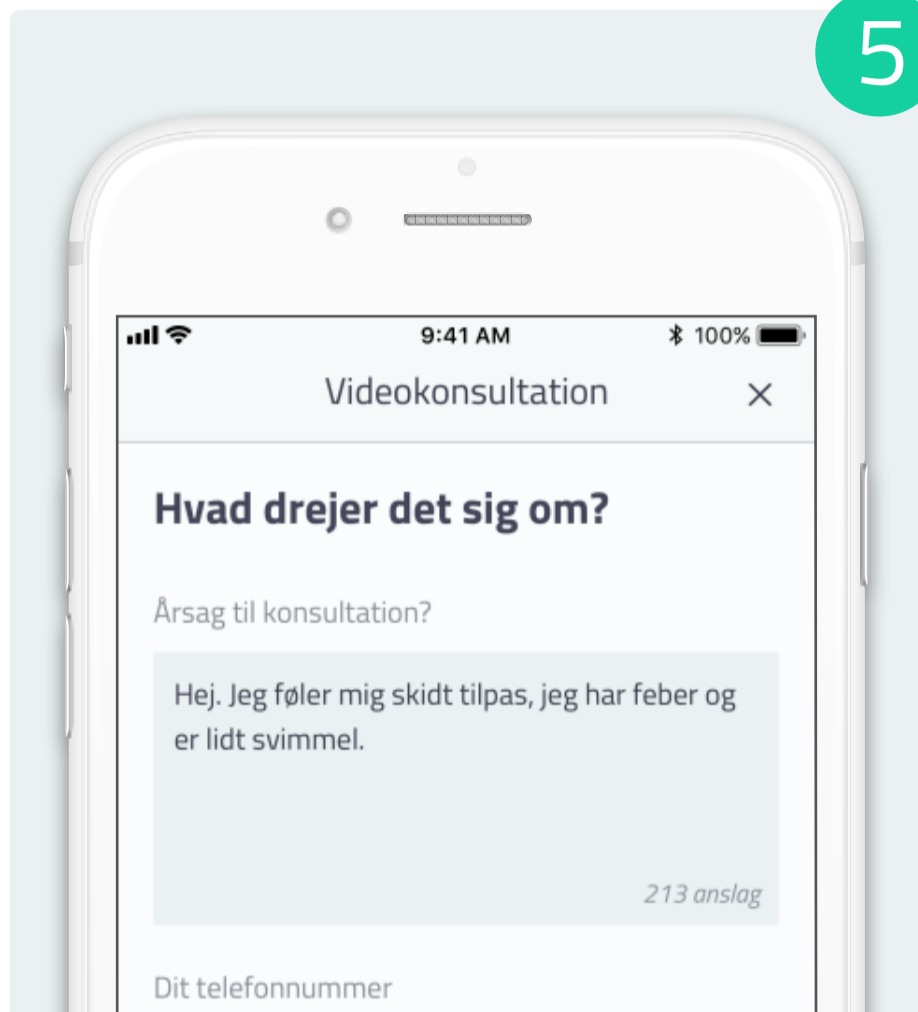 5
9:41 AM
100%
Videokonsultation
Hvad drejer det sig om?
Årsag til konsultation?
Hej. Jeg føler mig skidt tilpas, jeg har feber og
er lidt svimmel.
213 anslag
Dit telefonnummer